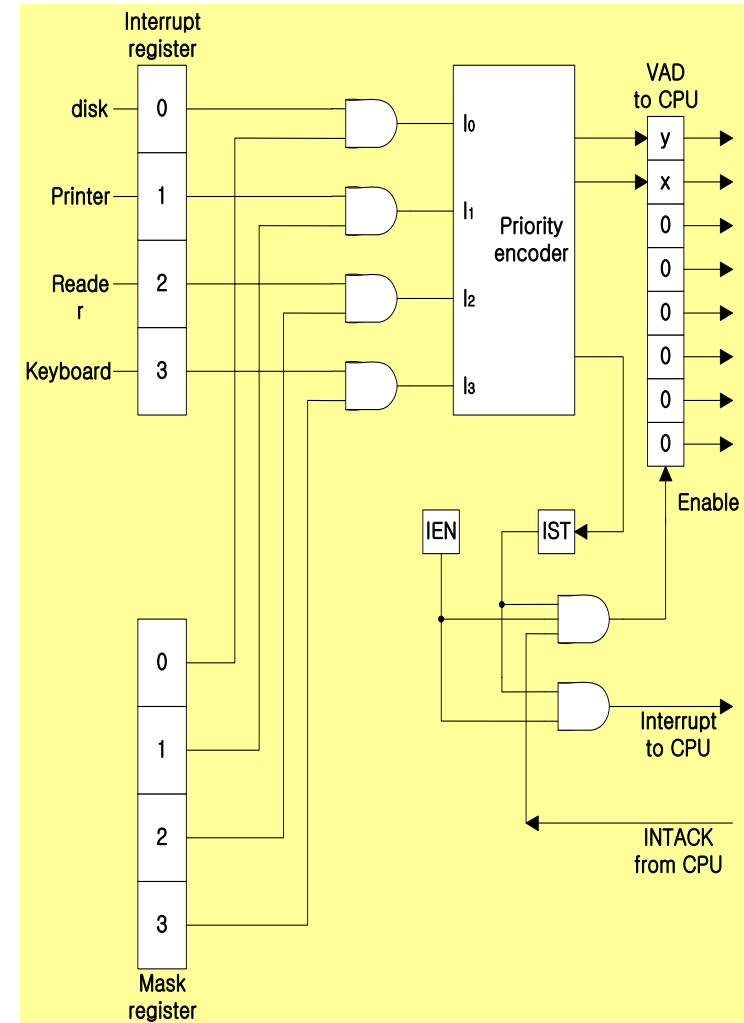 Interrupt
register
disk
0
Printer
1
Reade
r
2
Keyboard
3
I0
I1
I2
I3
Priority
encoder
VAD
to CPU
y
x
0
0
0
0
0
0
Enable
IEN
IST
Interrupt
to CPU
INTACK
from CPU
0
1
2
3
Mask
register